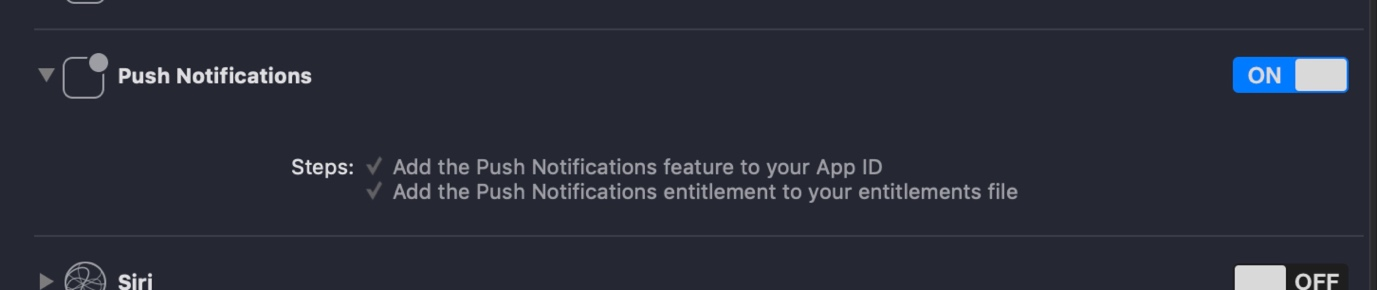 Push Notifications
ON
Steps: ✓ Add the Push Notifications feature to your App ID
✓ Add the Push Notifications entitlement to your entitlements file
Siri
OFF